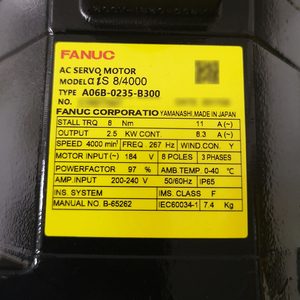 FANUC
AC SERVO MOTOR
MODEL αiS 8/4000
TYPE A06B-0235-B300
NO.
FANUC CORPORATION YAMANASHI, MADE IN JAPAN
STALL TRQ 8 Nm 11 A(~)
OUTPUT 2.5 KW CONT. 8.3 A(~)
SPEED 4000 min⁻¹ FREQ. 267 Hz WIND.CON. Y
MOTOR INPUT(~) 184 V 8 POLES 3 PHASES
POWERFACTOR 97 % AMB.TEMP. 0-40 ℃
AMP.INPUT 200-240 V 50/60Hz IP65
INS. SYSTEM INS. CLASS F
MANUAL NO. B-65262 IEC60034-1 7.4 Kg